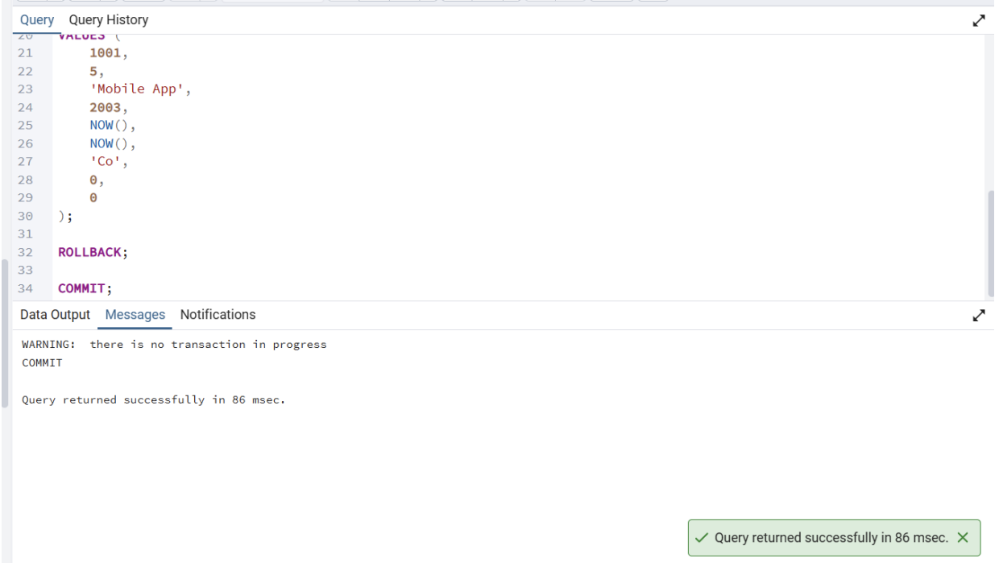 Query Query History
20 VALUES (
21 1001,
22 5,
23 'Mobile App',
24 2003,
25 NOW(),
26 NOW(),
27 'Co',
28 0,
29 0
30 );
31
32 ROLLBACK;
33
34 COMMIT;
Data Output Messages Notifications
WARNING: there is no transaction in progress
COMMIT
Query returned successfully in 86 msec.
Query returned successfully in 86 msec.